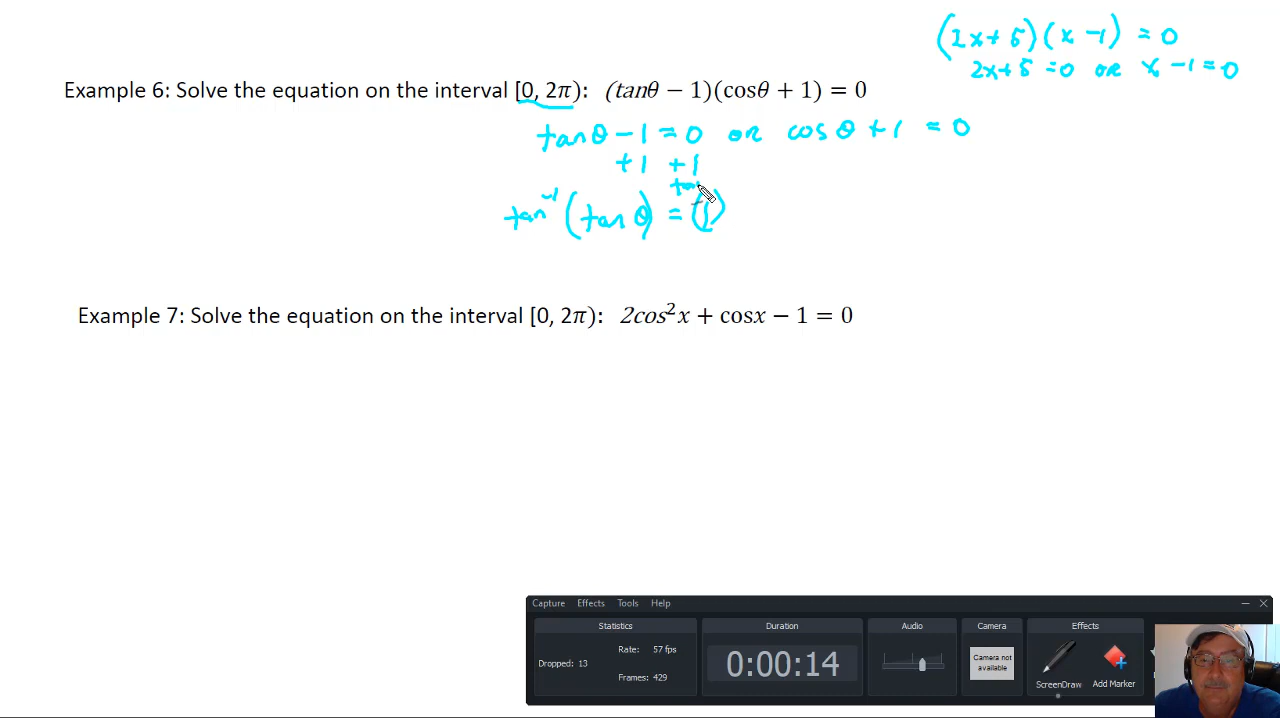 (2x+5)(x-1) = 0
2x+5 =0 or x -1 =0
Example 6: Solve the equation on the interval [0, 2π): (tanθ − 1)(cosθ + 1) = 0
tanθ -1 = 0 or cos θ +1 = 0
+1 +1
tan
tan⁻¹(tan θ) = (1)
Example 7: Solve the equation on the interval [0, 2π): 2cos²x + cosx − 1 = 0
Capture Effects Tools Help
Statistics Duration Audio Camera Effects
Rate: 57 fps
Dropped: 13
Frames: 429
0:00:14
Camera not available
ScreenDraw Add Marker